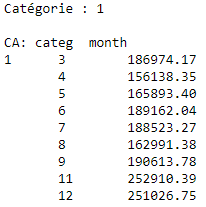 Catégorie : 1
CA: categ  month
1      3         186974.17
       4         156138.35
       5         165893.40
       6         189162.04
       7         188523.27
       8         162991.38
       9         190613.78
       11        252910.39
       12        251026.75